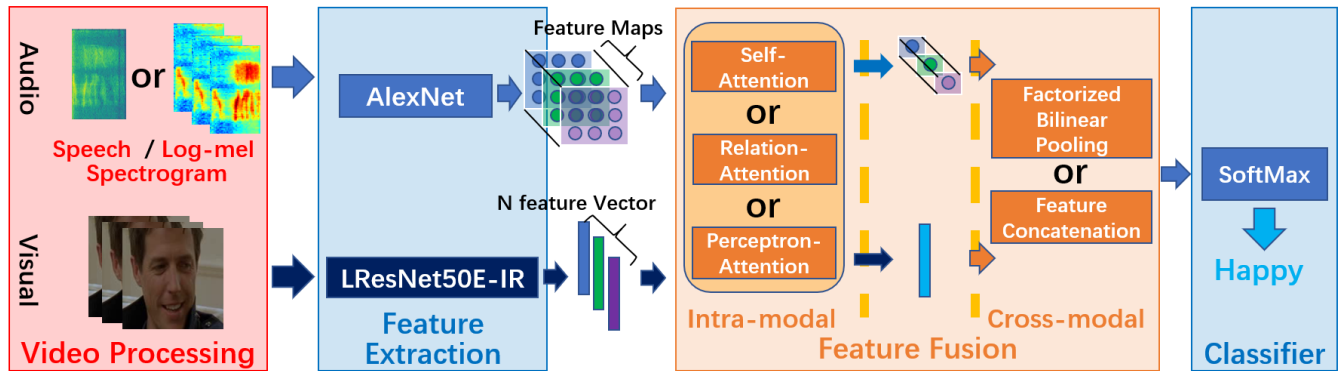 Audio
or
Speech / Log-mel
Spectrogram
Visual
Video Processing
AlexNet
LResNet50E-IR
Feature
Extraction
Feature Maps
N feature Vector
Self-
Attention
or
Relation-
Attention
or
Perceptron-
Attention
Intra-modal
Factorized
Bilinear
Pooling
or
Feature
Concatenation
Cross-modal
Feature Fusion
SoftMax
Happy
Classifier